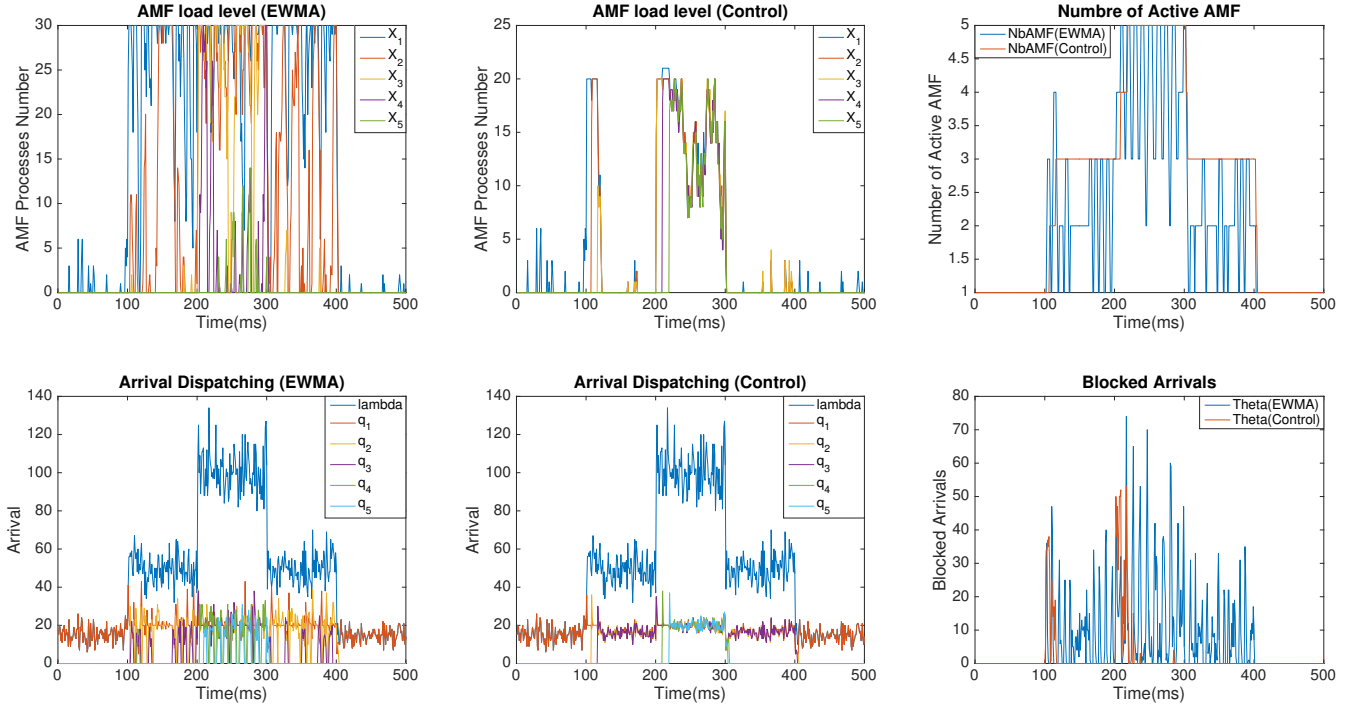 AMF load level (EWMA)
30
25
20
15
10
5
0
AMF Processes Number
X1
X2
X3
X4
X5
0 100 200 300 400 500
Time(ms)
AMF load level (Control)
25
20
15
10
5
0
AMF Processes Number
X1
X2
X3
X4
X5
0 100 200 300 400 500
Time(ms)
Numbre of Active AMF
5
4.5
4
3.5
3
2.5
2
1.5
1
Number of Active AMF
NbAMF(EWMA)
NbAMF(Control)
0 100 200 300 400 500
Time(ms)
Arrival Dispatching (EWMA)
140
120
100
80
60
40
20
0
Arrival
lambda
q1
q2
q3
q4
q5
0 100 200 300 400 500
Time(ms)
Arrival Dispatching (Control)
140
120
100
80
60
40
20
0
Arrival
lambda
q1
q2
q3
q4
q5
0 100 200 300 400 500
Time(ms)
Blocked Arrivals
80
70
60
50
40
30
20
10
0
Blocked Arrivals
Theta(EWMA)
Theta(Control)
0 100 200 300 400 500
Time(ms)